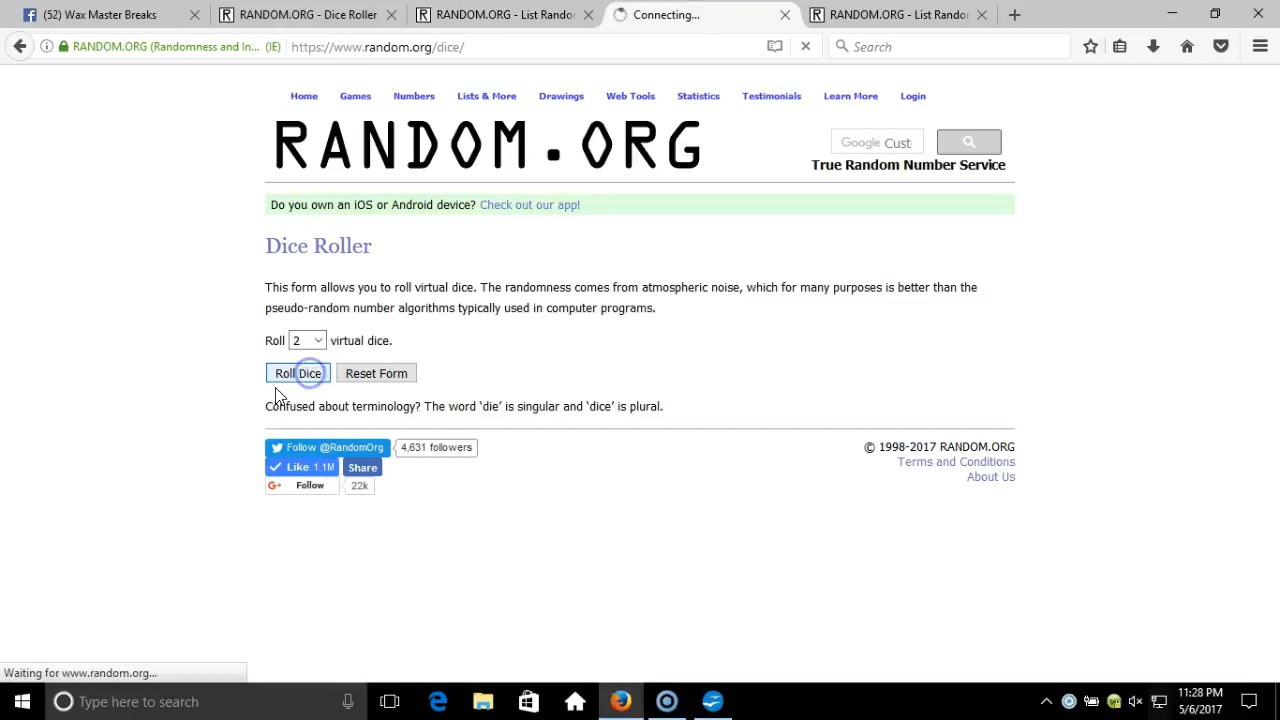 (52) Wax Master Breaks
RANDOM.ORG - Dice Roller
RANDOM.ORG - List Rando
Connecting...
RANDOM.ORG - List Rando
RANDOM.ORG (Randomness and In... (IE)
https://www.random.org/dice/
Search
Home Games Numbers Lists & More Drawings Web Tools Statistics Testimonials Learn More Login
RANDOM.ORG
Google Cust
True Random Number Service
Do you own an iOS or Android device? Check out our app!
Dice Roller
This form allows you to roll virtual dice. The randomness comes from atmospheric noise, which for many purposes is better than the
pseudo-random number algorithms typically used in computer programs.
Roll 2 virtual dice.
Roll Dice Reset Form
Confused about terminology? The word ‘die’ is singular and ‘dice’ is plural.
Follow @RandomOrg 4,631 followers
Like 1.1M Share
G+ Follow 22k
© 1998-2017 RANDOM.ORG
Terms and Conditions
About Us
Waiting for www.random.org...
Type here to search
11:28 PM
5/6/2017